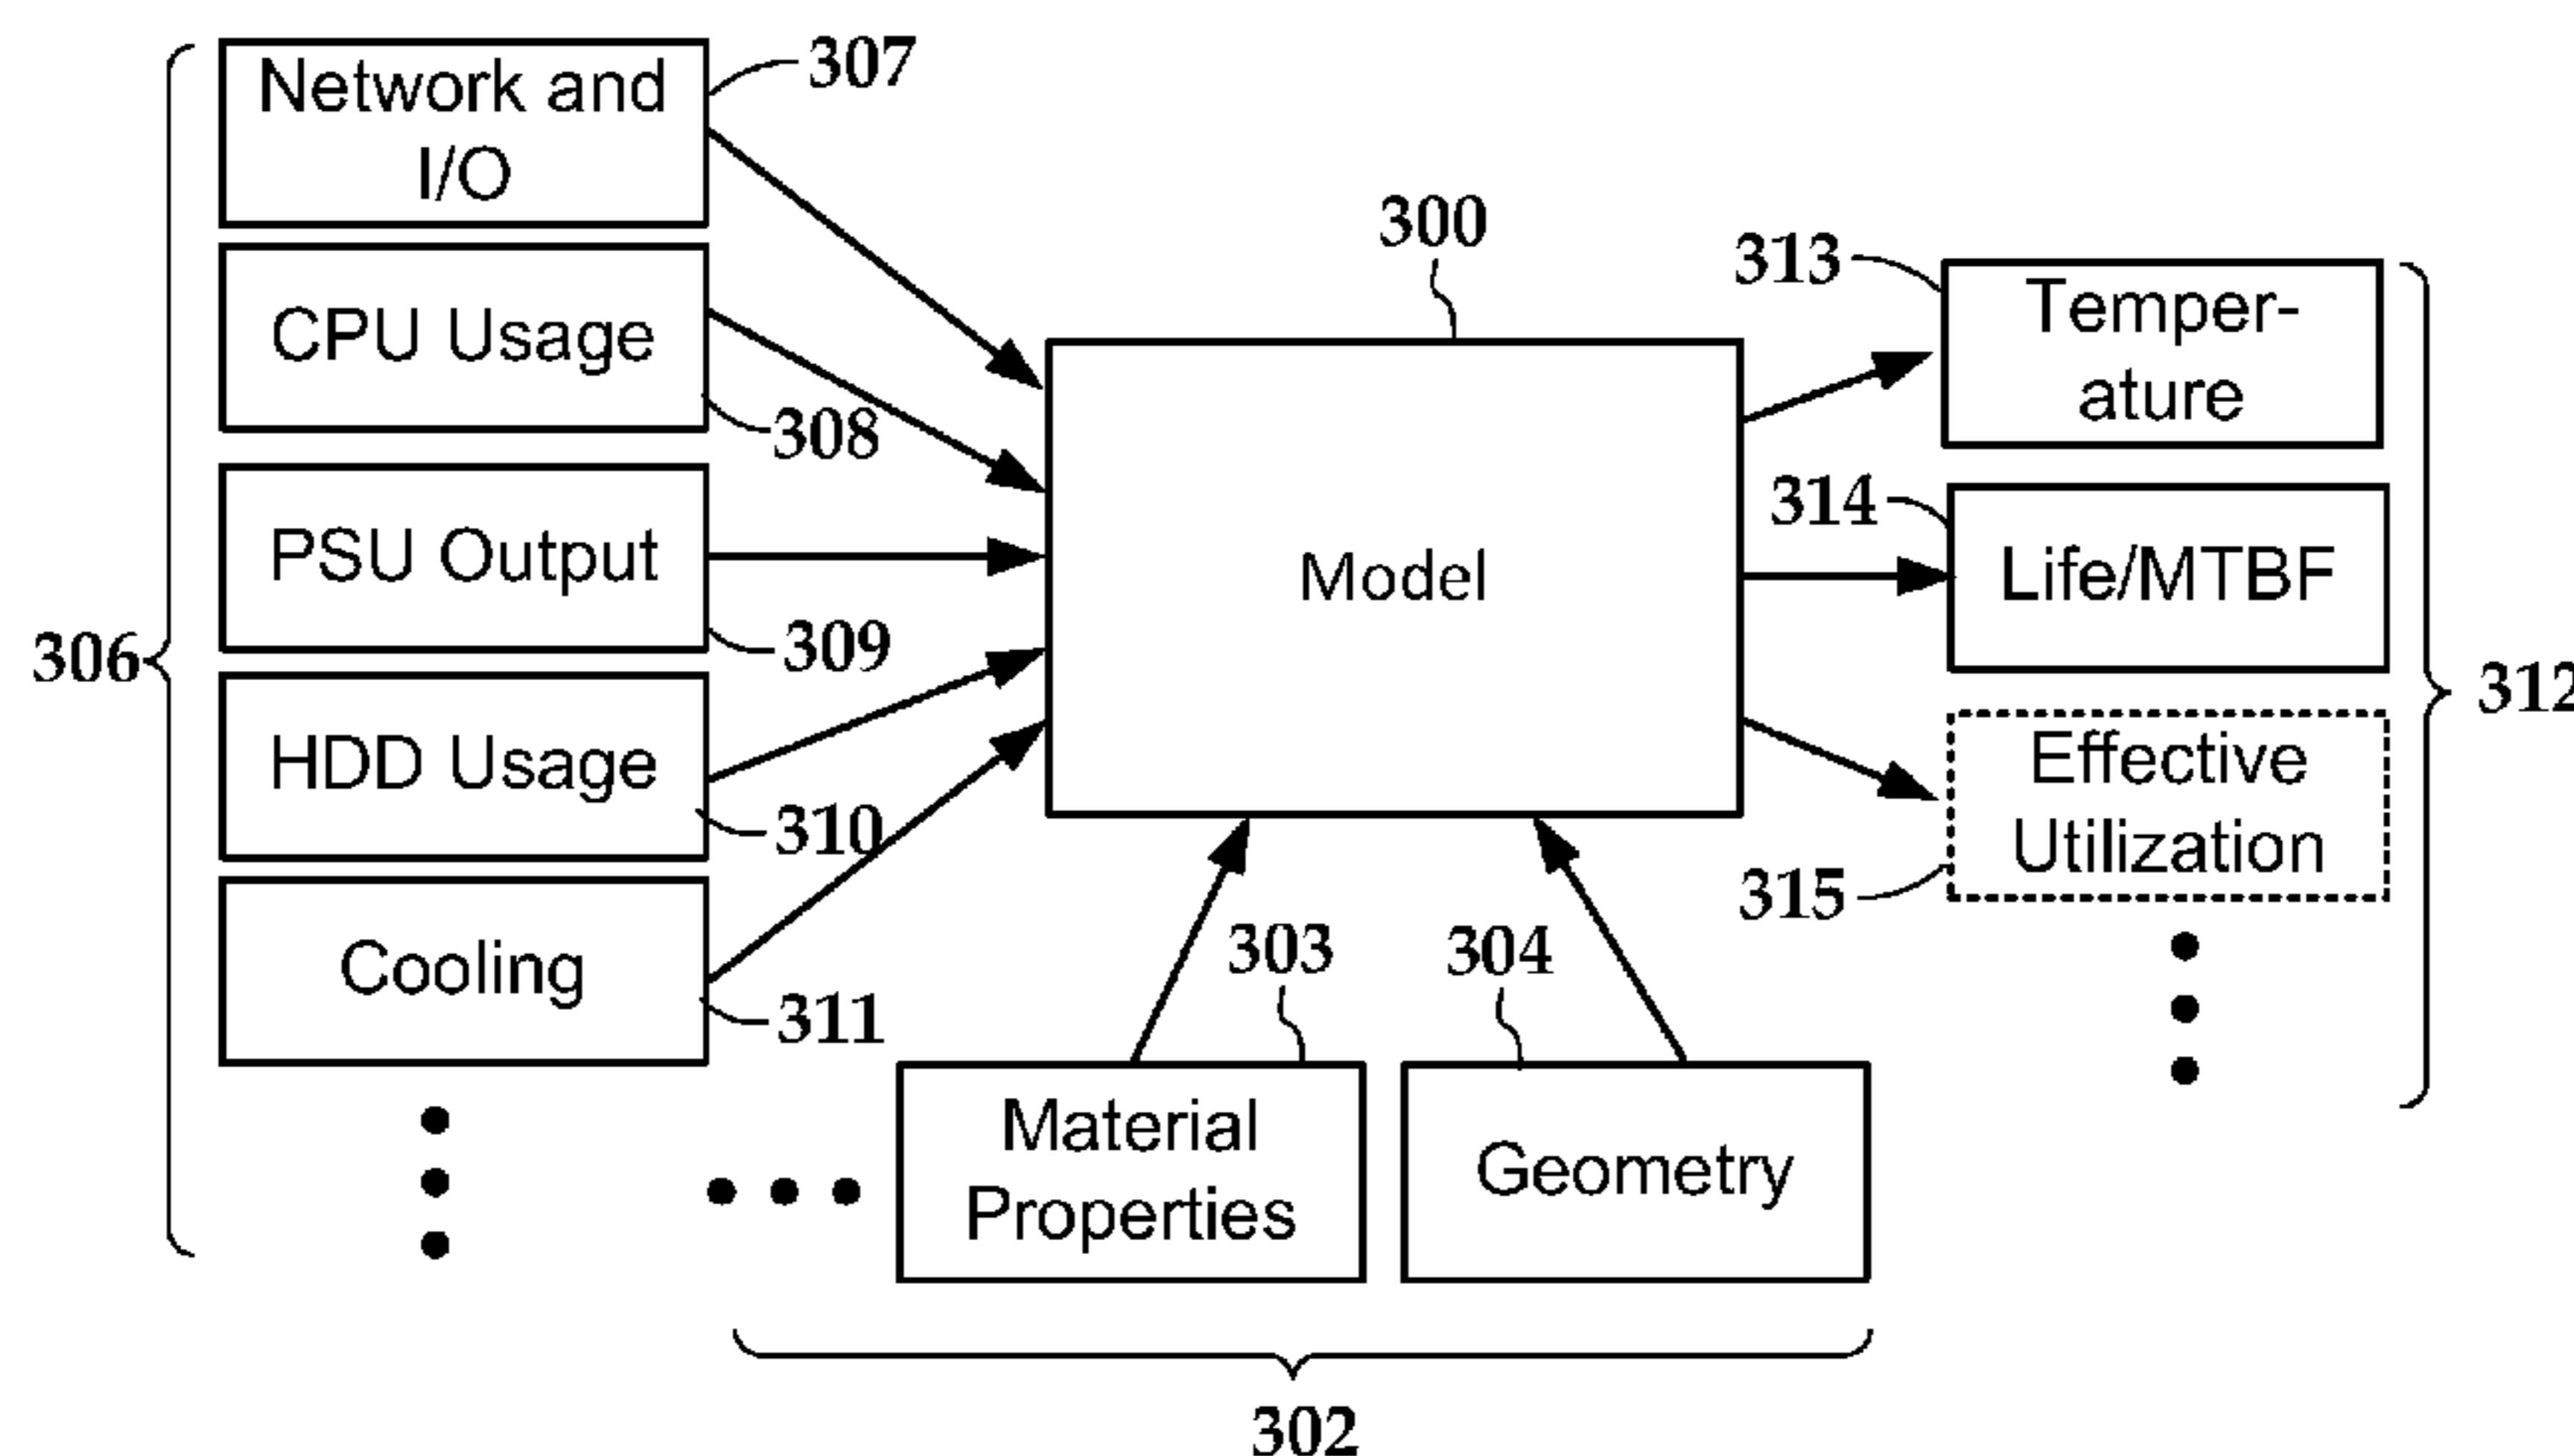 307
Network and
I/O
300
313
Temper-
ature
CPU Usage
308
314
Life/MTBF
PSU Output
309
Model
306
312
HDD Usage
310
Effective
Utilization
315
Cooling
311
303
304
Material
Properties
Geometry
302